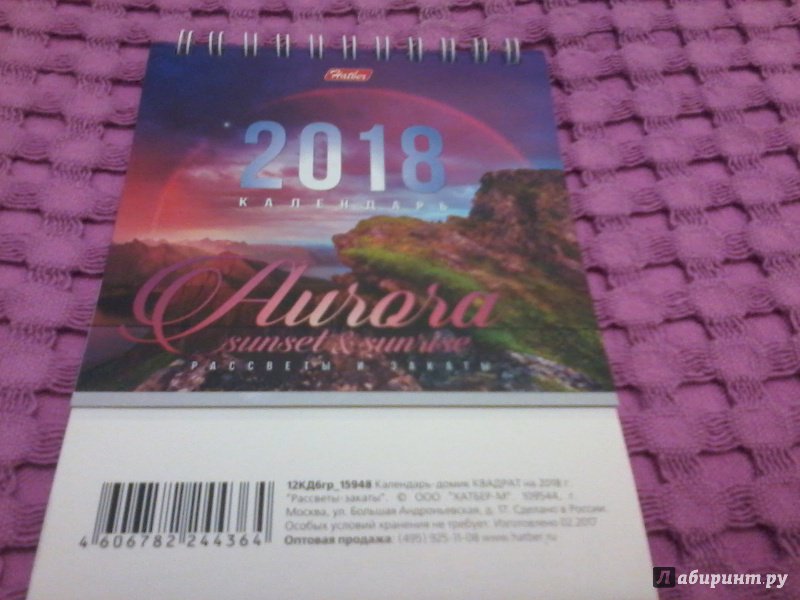 Hatber
2018
КАЛЕНДАРЬ
Aurora
sunset & sunrise
РАССВЕТЫ И ЗАКАТЫ
12КД6гр_15948 Календарь-домик КВАДРАТ на 2018 г.
"Рассветы-закаты". © ООО "ХАТБЕР-М" 109544, г.
Москва, ул. Большая Андроньевская, д. 17. Сделано в России.
Особых условий хранения не требует. Изготовлено 02.2017
Оптовая продажа: (495) 925-11-08 www.hatber.ru
4 606782 244364
Лабиринт.ру